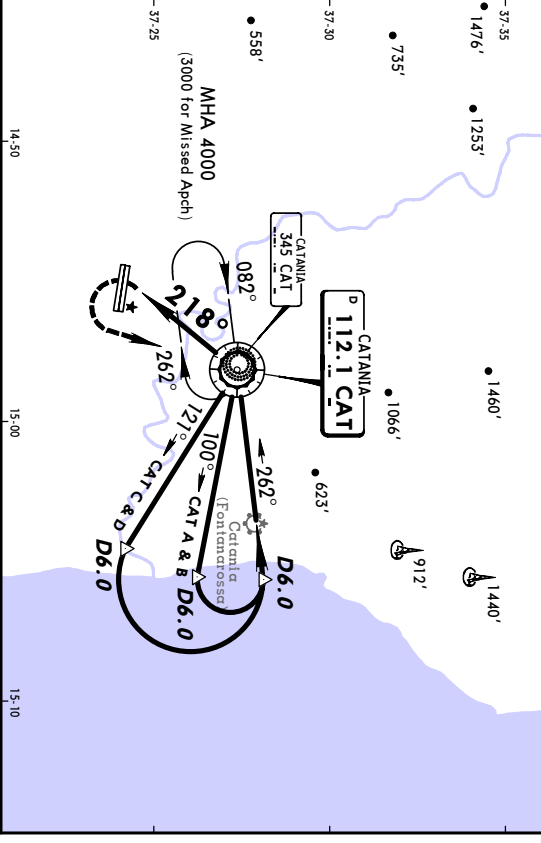 37-25
37-30
37-35
558'
735'
1476'
1253'
14-50
MHA 4000
(3000 for Missed Apch)
CATANIA
345 CAT
082°
CATANIA
D 112.1 CAT
218°
262°
1460'
1066'
15-00
623'
121°
100°
262°
CAT C & D
CAT A & B
Catania
(Fontanarossa)
D6.0
D6.0
D6.0
912'
1440'
15-10